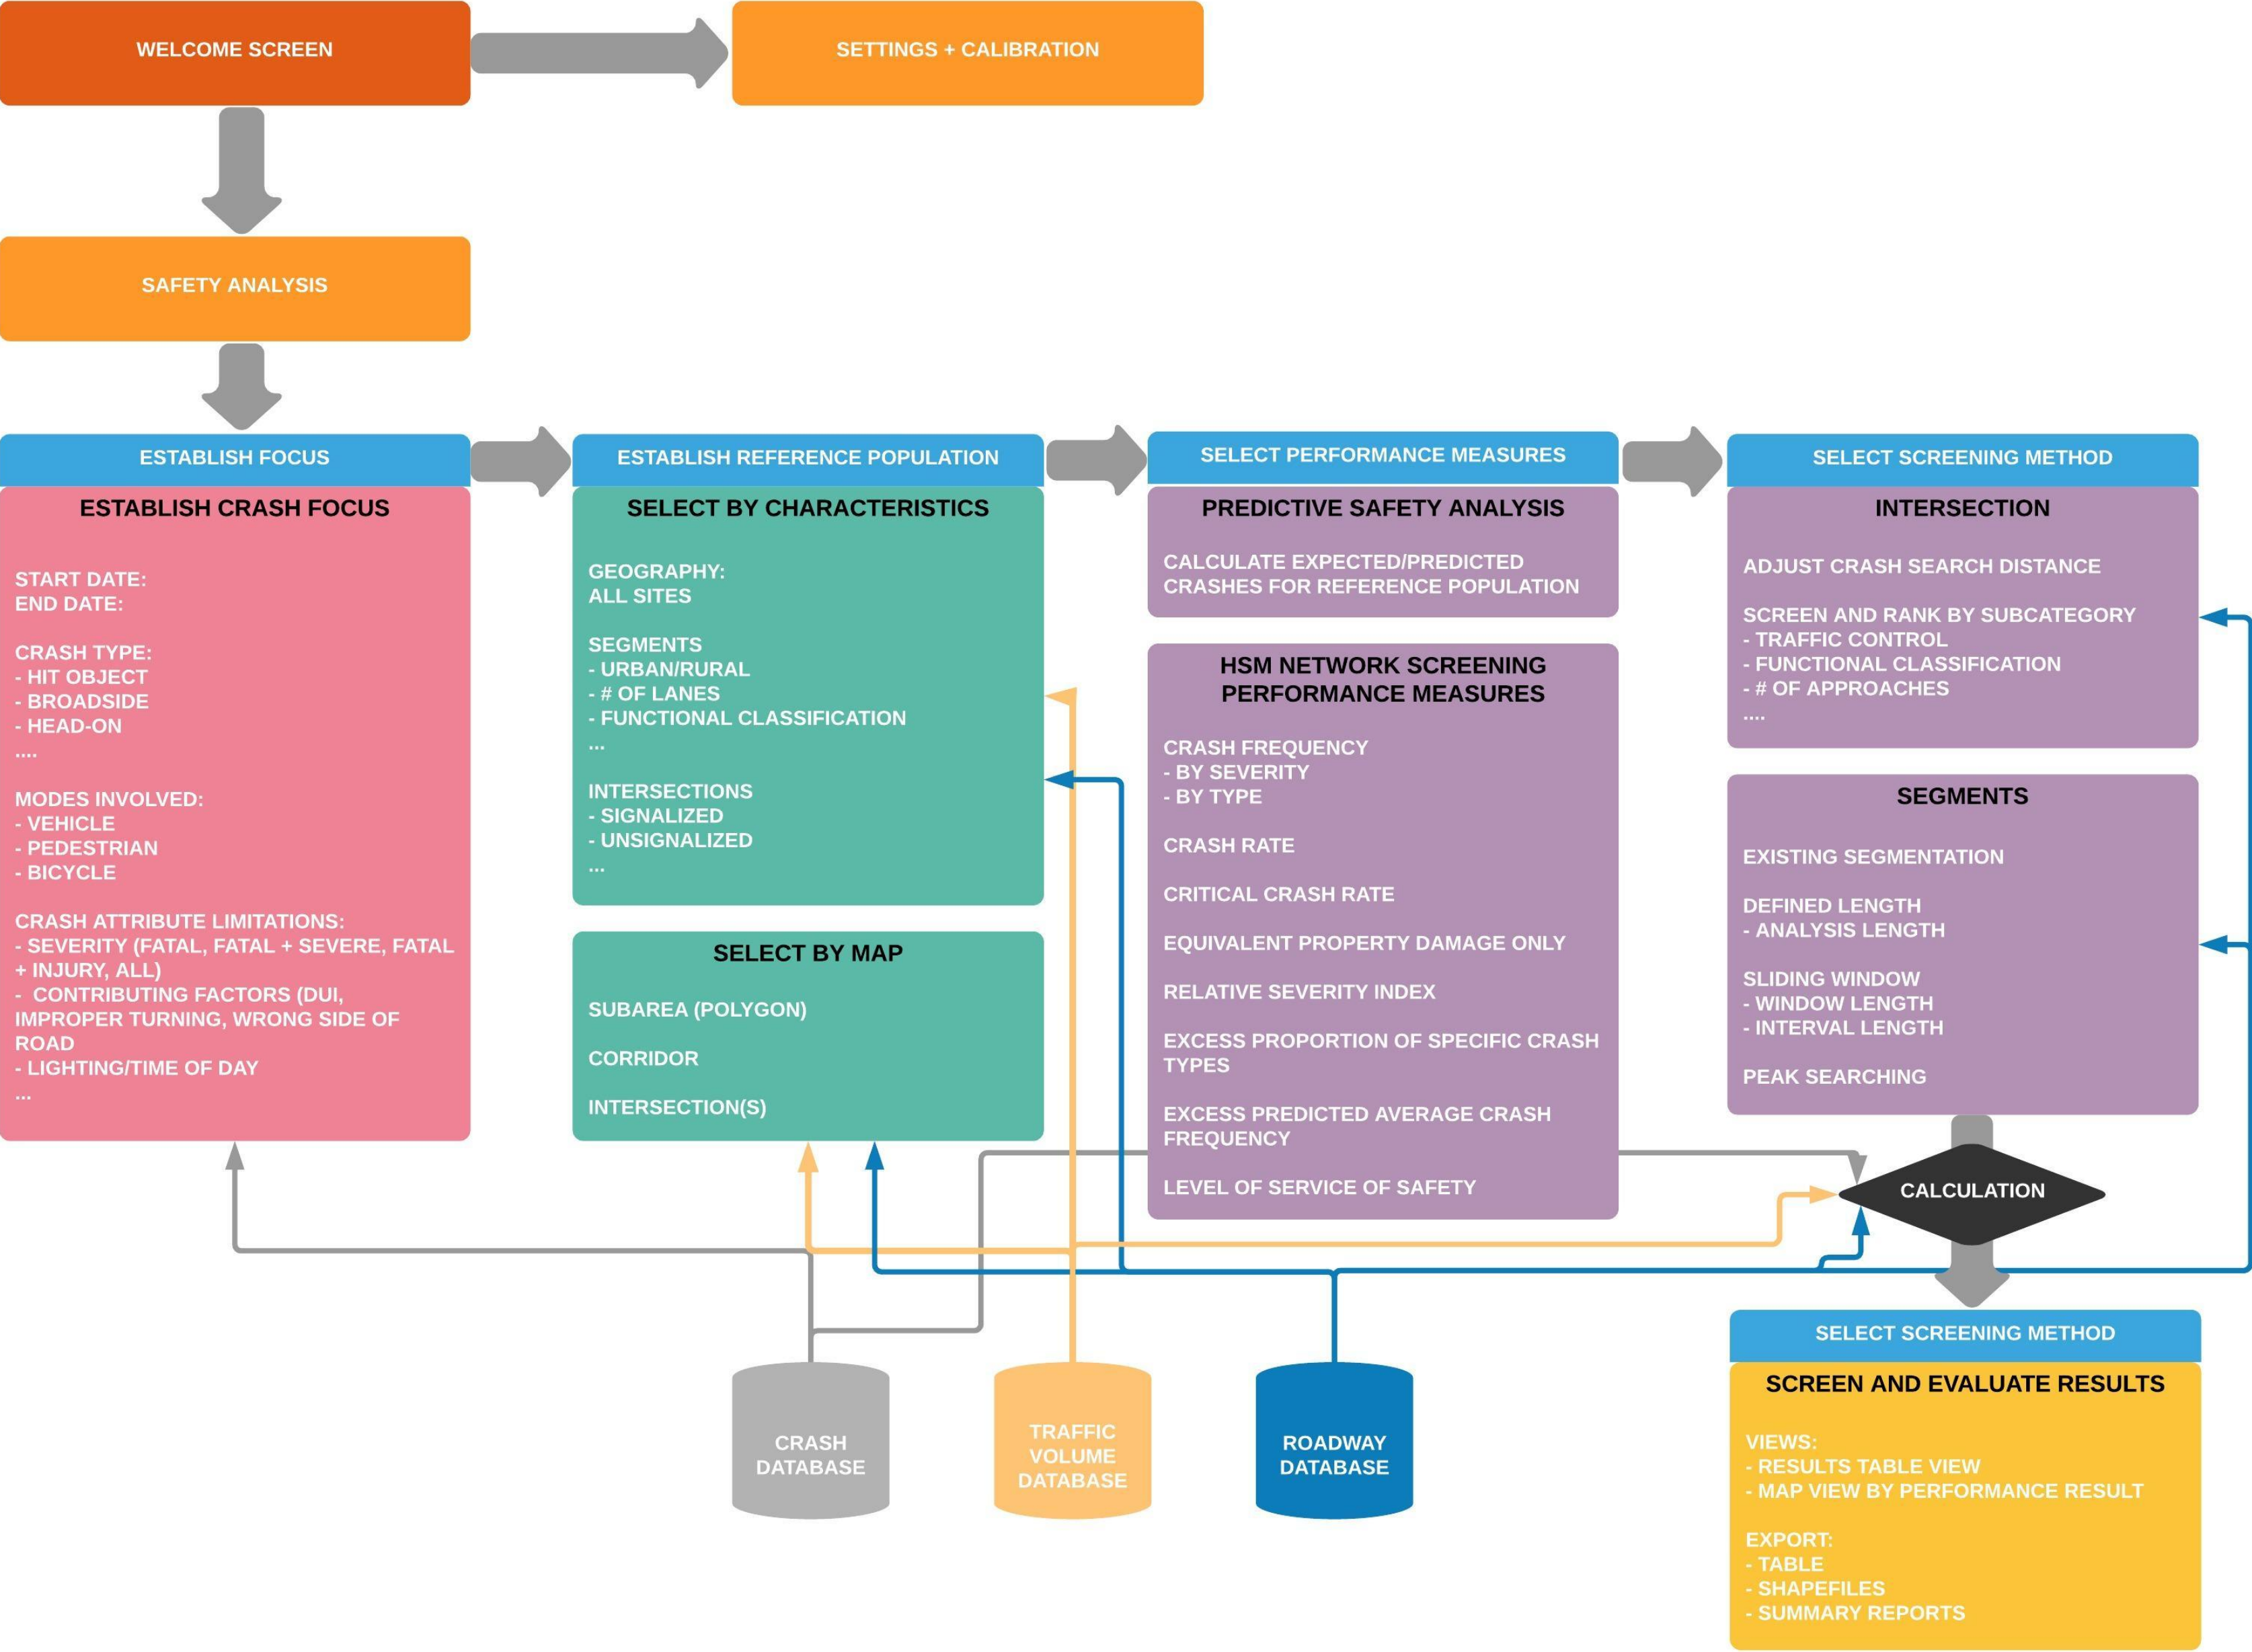 WELCOME SCREEN
SETTINGS + CALIBRATION
SAFETY ANALYSIS
ESTABLISH FOCUS
ESTABLISH CRASH FOCUS
START DATE:
END DATE:
CRASH TYPE:
- HIT OBJECT
- BROADSIDE
- HEAD-ON
....
MODES INVOLVED:
- VEHICLE
- PEDESTRIAN
- BICYCLE
CRASH ATTRIBUTE LIMITATIONS:
- SEVERITY (FATAL, FATAL + SEVERE, FATAL
+ INJURY, ALL)
- CONTRIBUTING FACTORS (DUI,
IMPROPER TURNING, WRONG SIDE OF
ROAD
- LIGHTING/TIME OF DAY
...
ESTABLISH REFERENCE POPULATION
SELECT BY CHARACTERISTICS
GEOGRAPHY:
ALL SITES
SEGMENTS
- URBAN/RURAL
- # OF LANES
- FUNCTIONAL CLASSIFICATION
...
INTERSECTIONS
- SIGNALIZED
- UNSIGNALIZED
...
SELECT BY MAP
SUBAREA (POLYGON)
CORRIDOR
INTERSECTION(S)
SELECT PERFORMANCE MEASURES
PREDICTIVE SAFETY ANALYSIS
CALCULATE EXPECTED/PREDICTED
CRASHES FOR REFERENCE POPULATION
HSM NETWORK SCREENING
PERFORMANCE MEASURES
CRASH FREQUENCY
- BY SEVERITY
- BY TYPE
CRASH RATE
CRITICAL CRASH RATE
EQUIVALENT PROPERTY DAMAGE ONLY
RELATIVE SEVERITY INDEX
EXCESS PROPORTION OF SPECIFIC CRASH
TYPES
EXCESS PREDICTED AVERAGE CRASH
FREQUENCY
LEVEL OF SERVICE OF SAFETY
SELECT SCREENING METHOD
INTERSECTION
ADJUST CRASH SEARCH DISTANCE
SCREEN AND RANK BY SUBCATEGORY
- TRAFFIC CONTROL
- FUNCTIONAL CLASSIFICATION
- # OF APPROACHES
....
SEGMENTS
EXISTING SEGMENTATION
DEFINED LENGTH
- ANALYSIS LENGTH
SLIDING WINDOW
- WINDOW LENGTH
- INTERVAL LENGTH
PEAK SEARCHING
CALCULATION
SELECT SCREENING METHOD
SCREEN AND EVALUATE RESULTS
VIEWS:
- RESULTS TABLE VIEW
- MAP VIEW BY PERFORMANCE RESULT
EXPORT:
- TABLE
- SHAPEFILES
- SUMMARY REPORTS
CRASH
DATABASE
TRAFFIC
VOLUME
DATABASE
ROADWAY
DATABASE